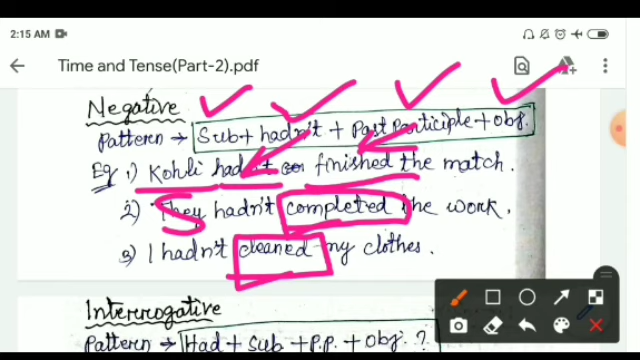 2:15 AM
Time and Tense(Part-2).pdf
Negative
Pattern → Sub + hadn't + Past Participle + obj.
Eg 1) Kohli hadn't finished the match.
2) They hadn't completed the work.
3) I hadn't cleaned my clothes.
Interrogative
Pattern → Had + Sub + P.P. + Obj. ?